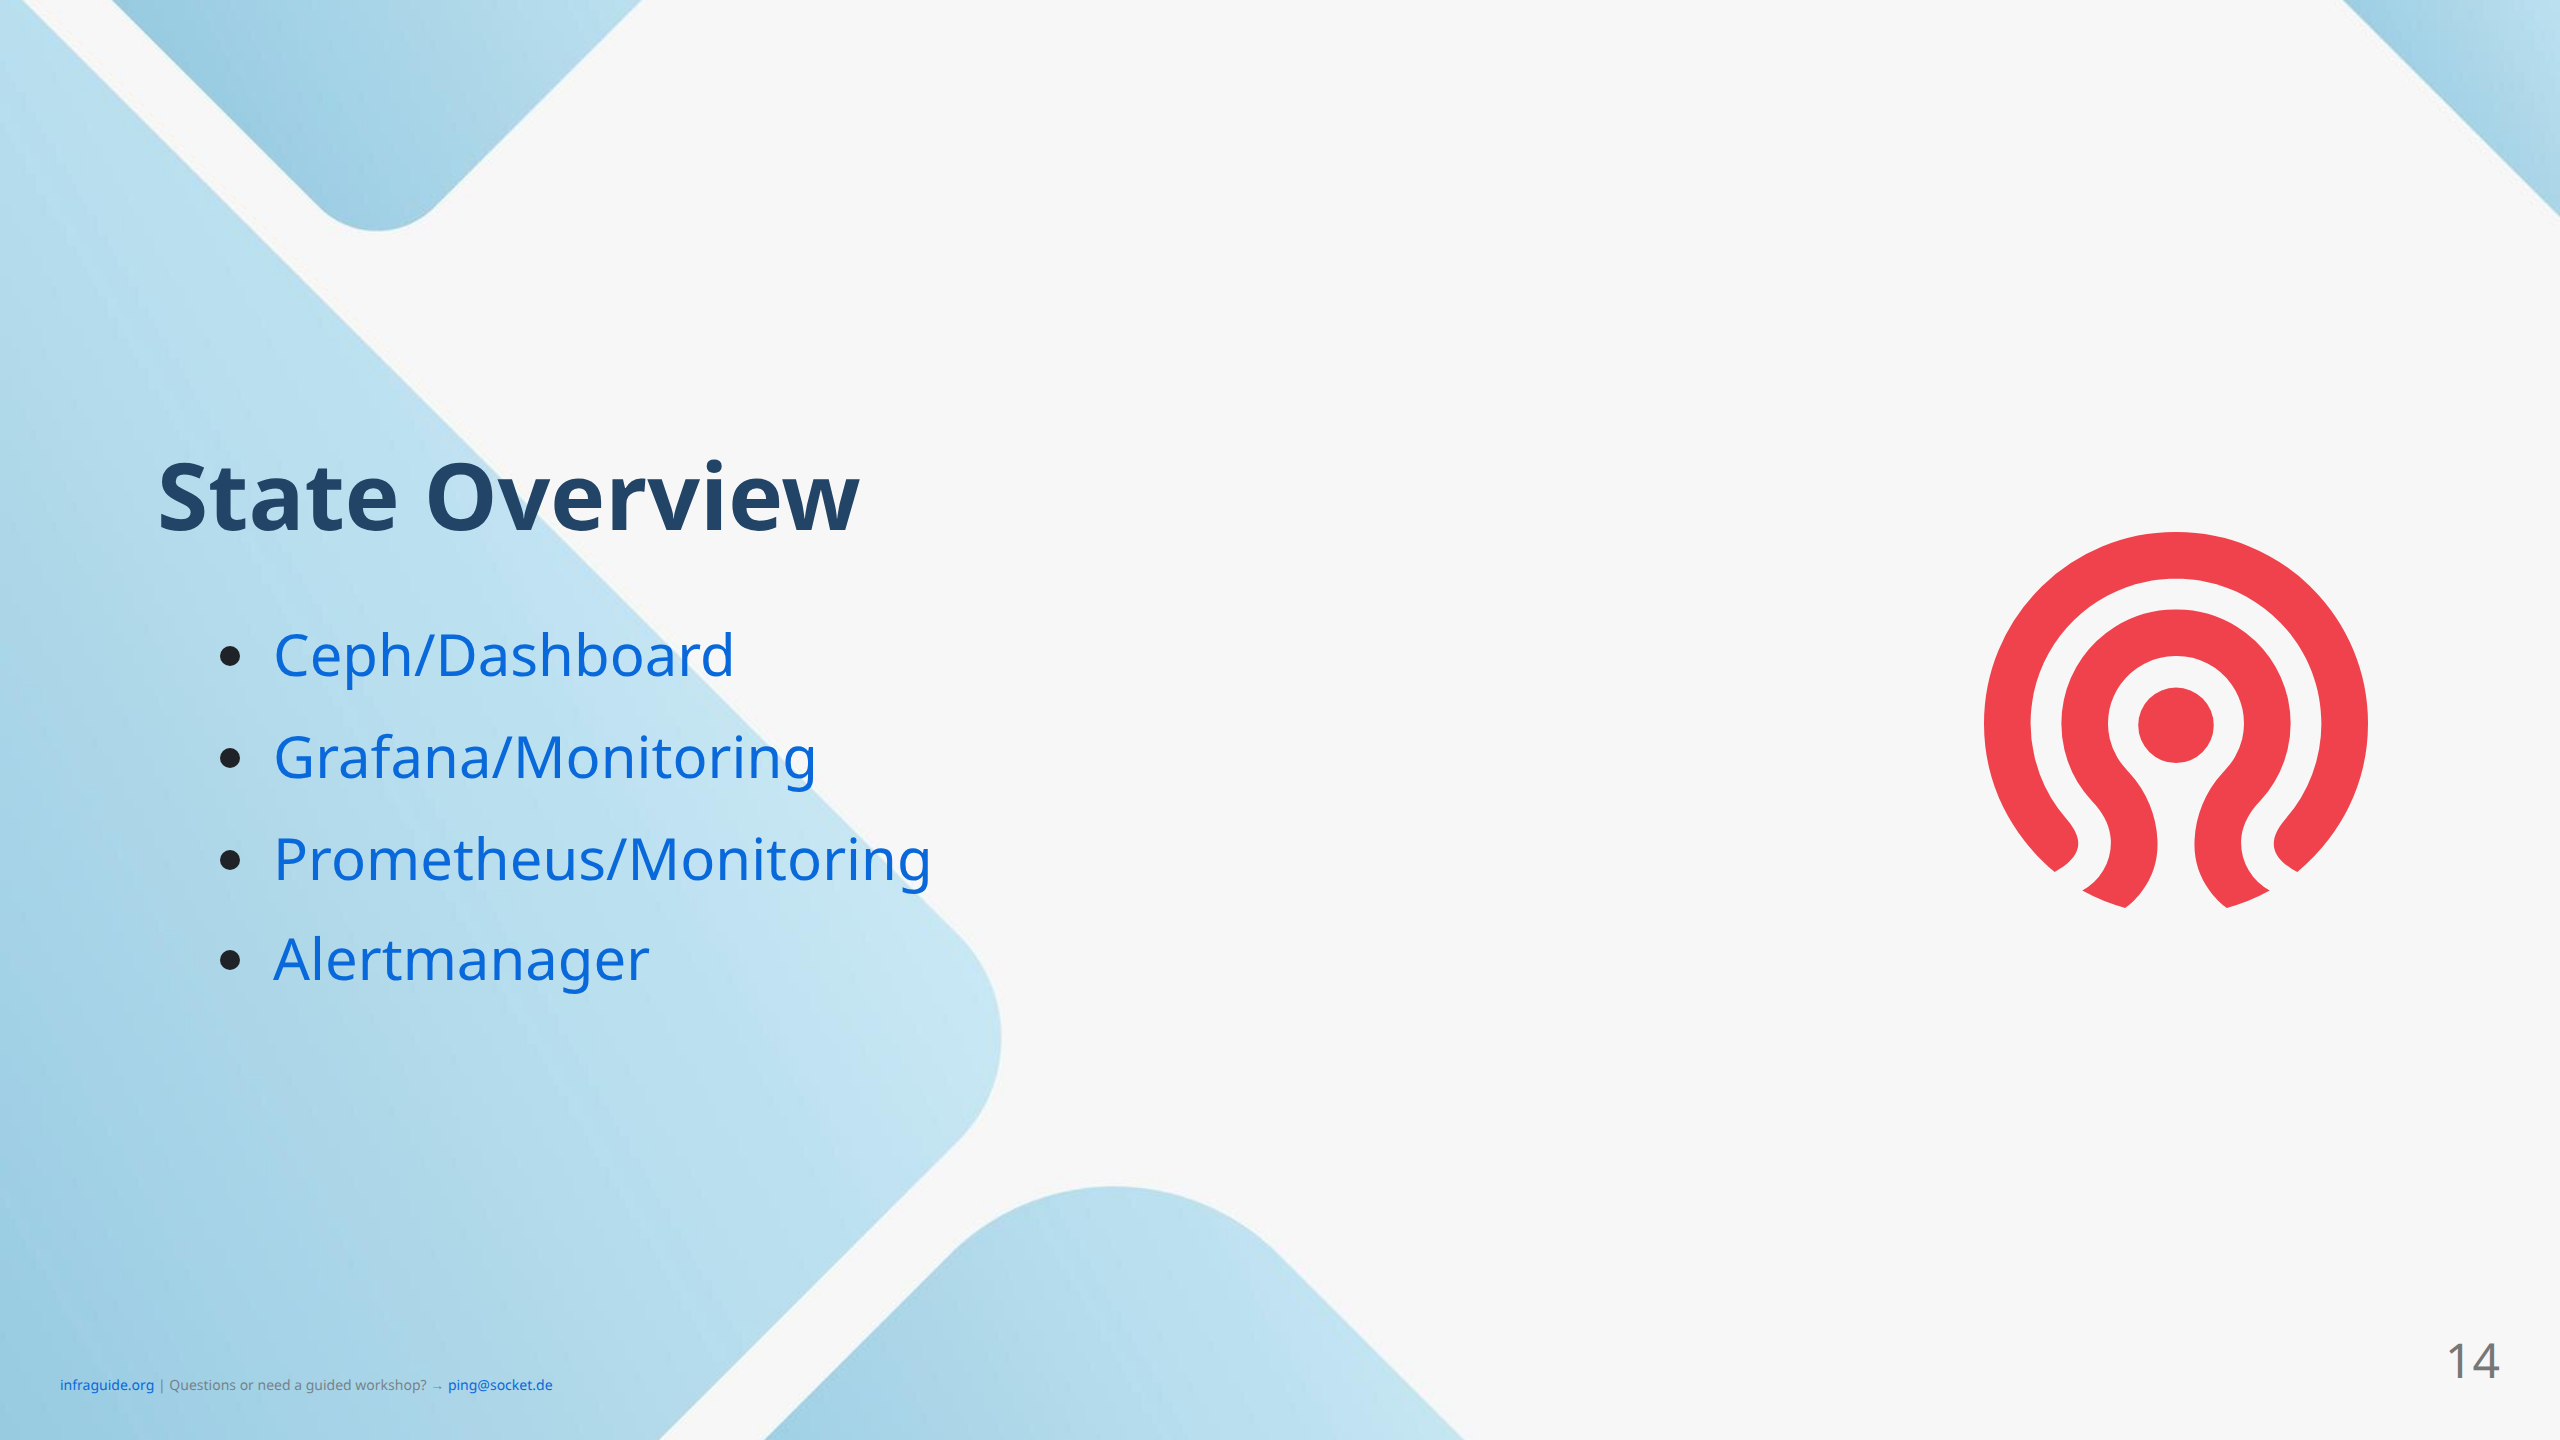 State Overview
Ceph/Dashboard
Grafana/Monitoring
Prometheus/Monitoring
Alertmanager
infraguide.org | Questions or need a guided workshop? → ping@socket.de
14